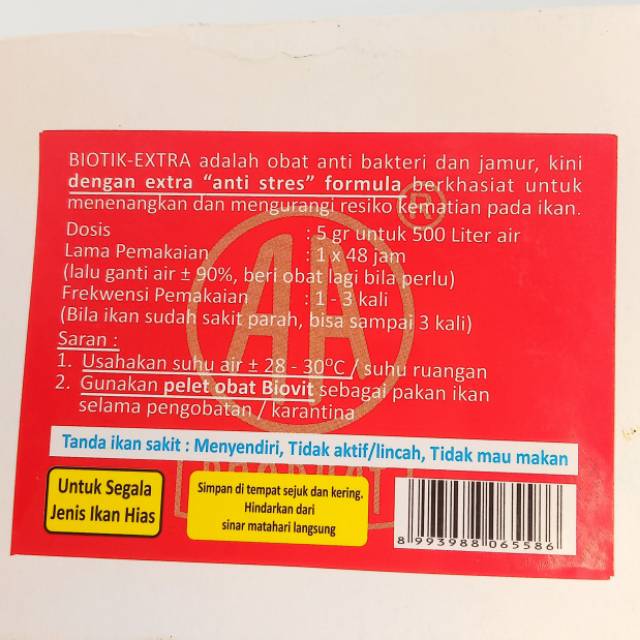 BIOTIK-EXTRA adalah obat anti bakteri dan jamur, kini
dengan extra "anti stres" formula berkhasiat untuk
menenangkan dan mengurangi resiko kematian pada ikan.
Dosis : 5 gr untuk 500 Liter air
Lama Pemakaian : 1 x 48 jam
(lalu ganti air ± 90%, beri obat lagi bila perlu)
Frekwensi Pemakaian : 1 - 3 kali
(Bila ikan sudah sakit parah, bisa sampai 3 kali)
Saran :
1. Usahakan suhu air ± 28 - 30°C / suhu ruangan
2. Gunakan pelet obat Biovit sebagai pakan ikan
selama pengobatan / karantina
AA
®
Tanda ikan sakit : Menyendiri, Tidak aktif/lincah, Tidak mau makan
Untuk Segala
Jenis Ikan Hias
Simpan di tempat sejuk dan kering.
Hindarkan dari
sinar matahari langsung
8 993988 065586